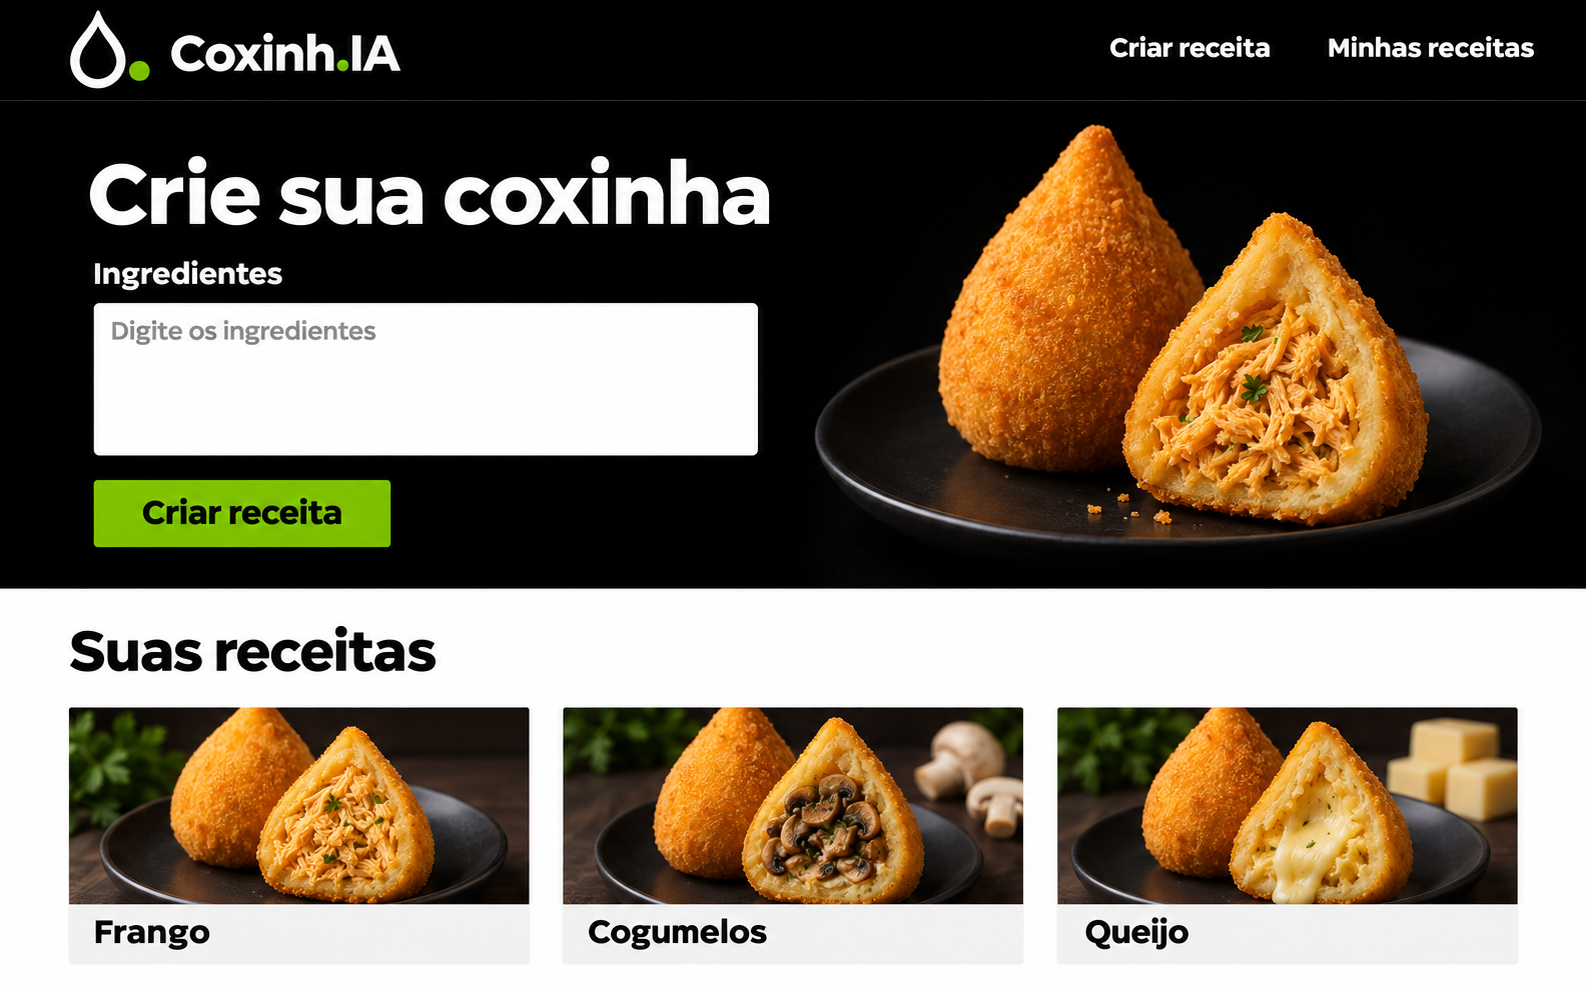 Coxinh.IA
Criar receita
Minhas receitas
Crie sua coxinha
Ingredientes
Digite os ingredientes
Criar receita
Suas receitas
Frango
Cogumelos
Queijo